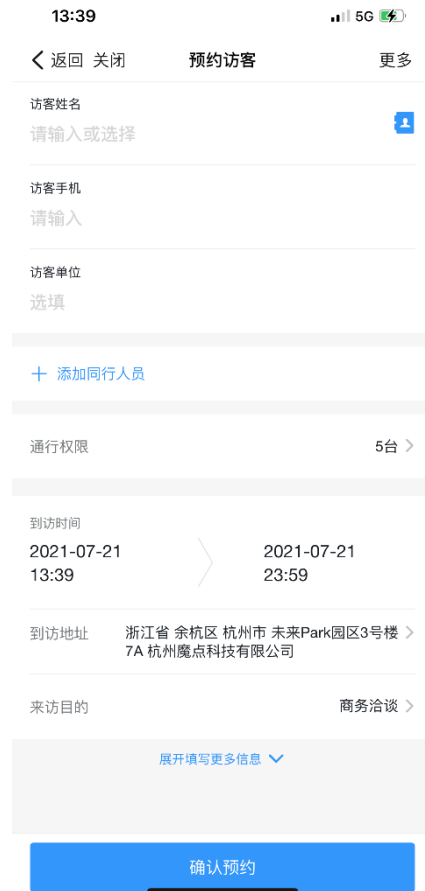 13:39
5G
返回 关闭 预约访客 更多
访客姓名
请输入或选择
访客手机
请输入
访客单位
选填
添加同行人员
通行权限 5台
到访时间
2021-07-21 2021-07-21
13:39 23:59
到访地址 浙江省 余杭区 杭州市 未来Park园区3号楼
7A 杭州魔点科技有限公司
来访目的 商务洽谈
展开填写更多信息
确认预约